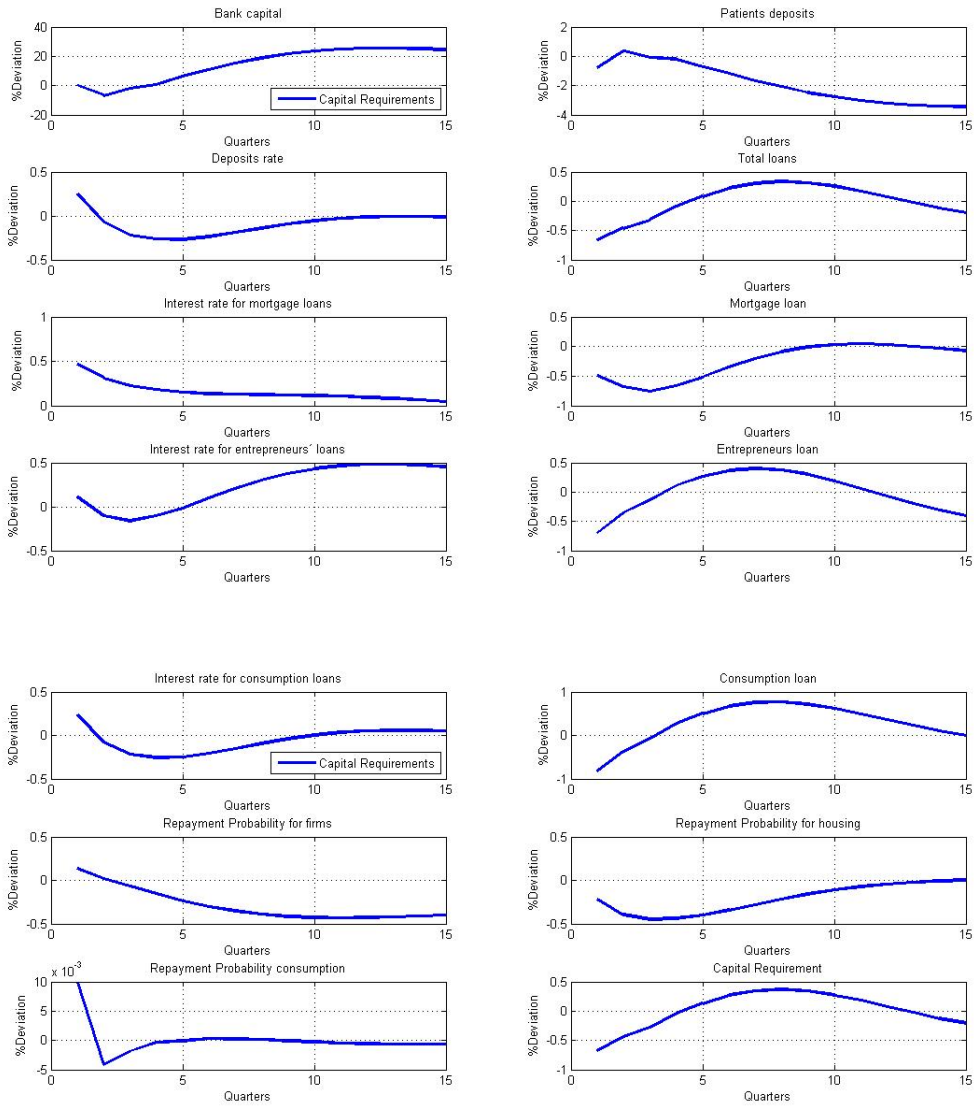 Bank capital
%Deviation
40
20
0
-20
0
5
10
15
Quarters
Capital Requirements
Patients deposits
%Deviation
2
0
-2
-4
0
5
10
15
Quarters
Deposits rate
%Deviation
0.5
0
-0.5
0
5
10
15
Quarters
Total loans
%Deviation
0.5
0
-0.5
-1
0
5
10
15
Quarters
Interest rate for mortgage loans
%Deviation
1
0.5
0
0
5
10
15
Quarters
Mortgage loan
%Deviation
0.5
0
-0.5
-1
0
5
10
15
Quarters
Interest rate for entrepreneurs´ loans
%Deviation
0.5
0
-0.5
0
5
10
15
Quarters
Entrepreneurs loan
%Deviation
0.5
0
-0.5
-1
0
5
10
15
Quarters
Interest rate for consumption loans
%Deviation
0.5
0
-0.5
0
5
10
15
Quarters
Capital Requirements
Consumption loan
%Deviation
1
0
-1
0
5
10
15
Quarters
Repayment Probability for firms
%Deviation
0.5
0
-0.5
0
5
10
15
Quarters
Repayment Probability for housing
%Deviation
0.5
0
-0.5
0
5
10
15
Quarters
Repayment Probability consumption
x 10^-3
%Deviation
10
5
0
-5
0
5
10
15
Quarters
Capital Requirement
%Deviation
0.5
0
-0.5
-1
0
5
10
15
Quarters